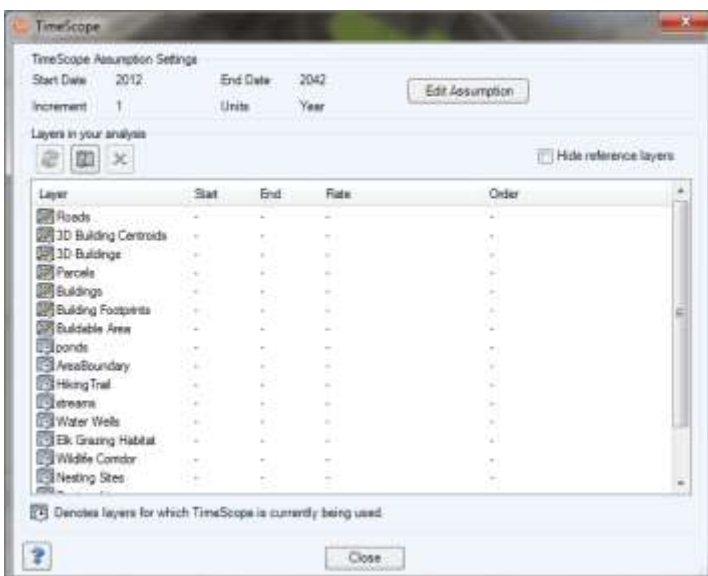 TimeScope
TimeScope Assumption Settings
Start Date 2012 End Date 2042
Edit Assumption
Increment 1 Units Year
Layers in your analysis
Hide reference layers
Layer Start End Rate Order
Roads - - - -
3D Building Centroids - - - -
3D Buildings - - - -
Parcels - - - -
Buildings - - - -
Building Footprints - - - -
Buildable Area - - - -
ponds - - - -
AreaBoundary - - - -
HikingTrail - - - -
streams - - - -
Water Wells - - - -
Elk Grazing Habitat - - - -
Wildlife Corridor - - - -
Nesting Sites - - - -
Denotes layers for which TimeScope is currently being used
?
Close